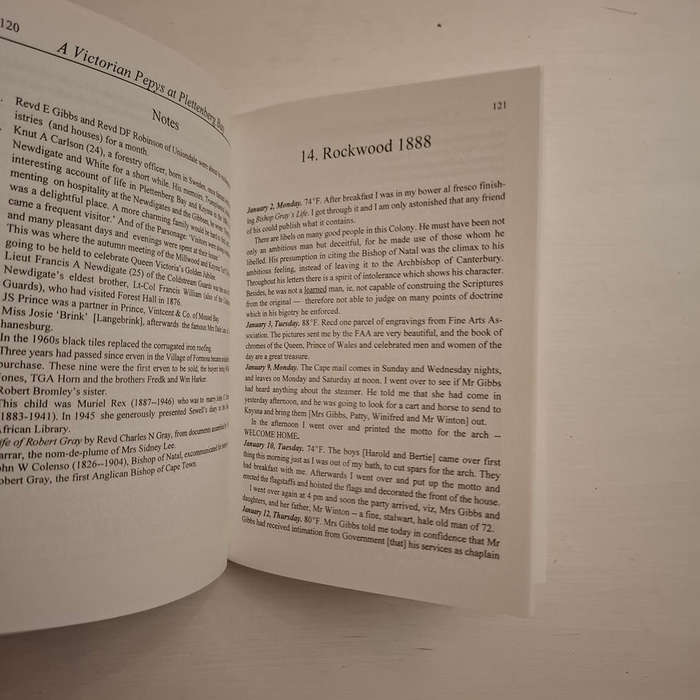 120
A Victorian Pepys at Plettenberg Bay
Notes
Revd E Gibbs and Revd DF Robinson of Uniondale were about to
istries (and houses) for a month.
Knut A Carlson (24), a forestry officer, born in Sweden,
Newdigate and White for a short while. His memoirs,
interesting account of life in Plettenberg Bay and Knysna
menting on hospitality at the Newdigates and the Gibbses, he
was a delightful place. A more charming family would be hard to
came a frequent visitor.' And of the Parsonage: 'Visitors were always
and many pleasant days and evenings were spent at their house.'
This was where the autumn meeting of the Millwood and Knysna Turf
going to be held to celebrate Queen Victoria's Golden Jubilee.
Lieut Francis A Newdigate (25) of the Coldstream Guards was the
Newdigate's eldest brother, Lt-Col Francis William (also of the
Guards), who had visited Forest Hall in 1876.
JS Prince was a partner in Prince, Vintcent & Co. of Mossel Bay
Miss Josie 'Brink' [Langebrink], afterwards the famous Mrs Dale
hanesburg.
In the 1960s black tiles replaced the corrugated iron roofing.
Three years had passed since erven in the Village of Formosa became
purchase. These nine were the first erven to be sold, the buyers being
Jones, TGA Horn and the brothers Fredk and Wm Harker.
Robert Bromley's sister.
This child was Muriel Rex (1887–1946) who was to marry John
(1883-1941). In 1945 she generously presented Sewell's diary to the
African Library.
ife of Robert Gray by Revd Charles N Gray, from documents
arrar, the nom-de-plume of Mrs Sidney Lee.
ohn W Colenso (1826–1904), Bishop of Natal, excommunicated
obert Gray, the first Anglican Bishop of Cape Town.
121
14. Rockwood 1888
January 2, Monday. 74°F. After breakfast I was in my bower al fresco finish-
ing Bishop Gray's Life. I got through it and I am only astonished that any friend
of his could publish what it contains.
There are libels on many good people in this Colony. He must have been not
only an ambitious man but deceitful, for he made use of those whom he
libelled. His presumption in citing the Bishop of Natal was the climax to his
ambitious feeling, instead of leaving it to the Archbishop of Canterbury.
Throughout his letters there is a spirit of intolerance which shows his character.
Besides, he was not a learned man, ie, not capable of construing the Scriptures
from the original — therefore not able to judge on many points of doctrine
which in his bigotry he enforced.
January 3, Tuesday. 88°F. Recd one parcel of engravings from Fine Arts As-
sociation. The pictures sent me by the FAA are very beautiful, and the book of
chromes of the Queen, Prince of Wales and celebrated men and women of the
day are a great treasure.
January 9, Monday. The Cape mail comes in Sunday and Wednesday nights,
and leaves on Monday and Saturday at noon. I went over to see if Mr Gibbs
had heard anything about the steamer. He told me that she had come in
yesterday afternoon, and he was going to look for a cart and horse to send to
Knysna and bring them [Mrs Gibbs, Patty, Winifred and Mr Winton] out.
In the afternoon I went over and printed the motto for the arch –
WELCOME HOME.
January 10, Tuesday. 74°F. The boys [Harold and Bertie] came over first
thing this morning just as I was out of my bath, to cut spars for the arch. They
had breakfast with me. Afterwards I went over and put up the motto and
erected the flagstaffs and hoisted the flags and decorated the front of the house.
I went over again at 4 pm and soon the party arrived, viz, Mrs Gibbs and
daughters, and her father, Mr Winton – a fine, stalwart, hale old man of 72.
January 12, Thursday. 80°F. Mrs Gibbs told me today in confidence that Mr
Gibbs had received intimation from Government [that] his services as chaplain